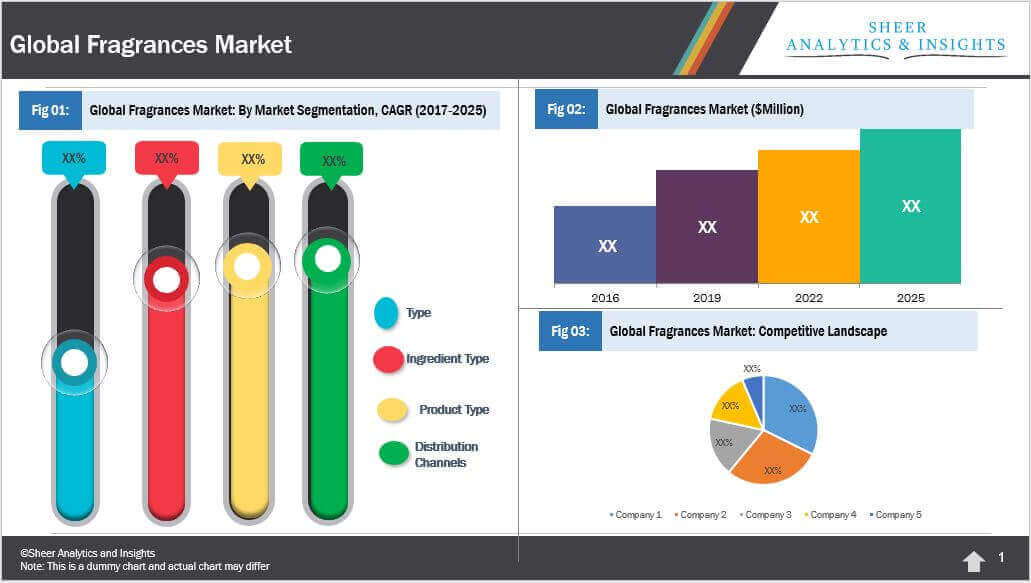 Global Fragrances Market
SHEER
ANALYTICS & INSIGHTS
Fig 01:
Global Fragrances Market: By Market Segmentation, CAGR (2017-2025)
XX%
XX%
XX%
XX%
Type
Ingredient Type
Product Type
Distribution
Channels
Fig 02:
Global Fragrances Market ($Million)
XX
XX
XX
XX
2016
2019
2022
2025
Fig 03:
Global Fragrances Market: Competitive Landscape
XX%
XX%
XX%
XX%
XX%
Company 1
Company 2
Company 3
Company 4
Company 5
©Sheer Analytics and Insights
Note: This is a dummy chart and actual chart may differ
1